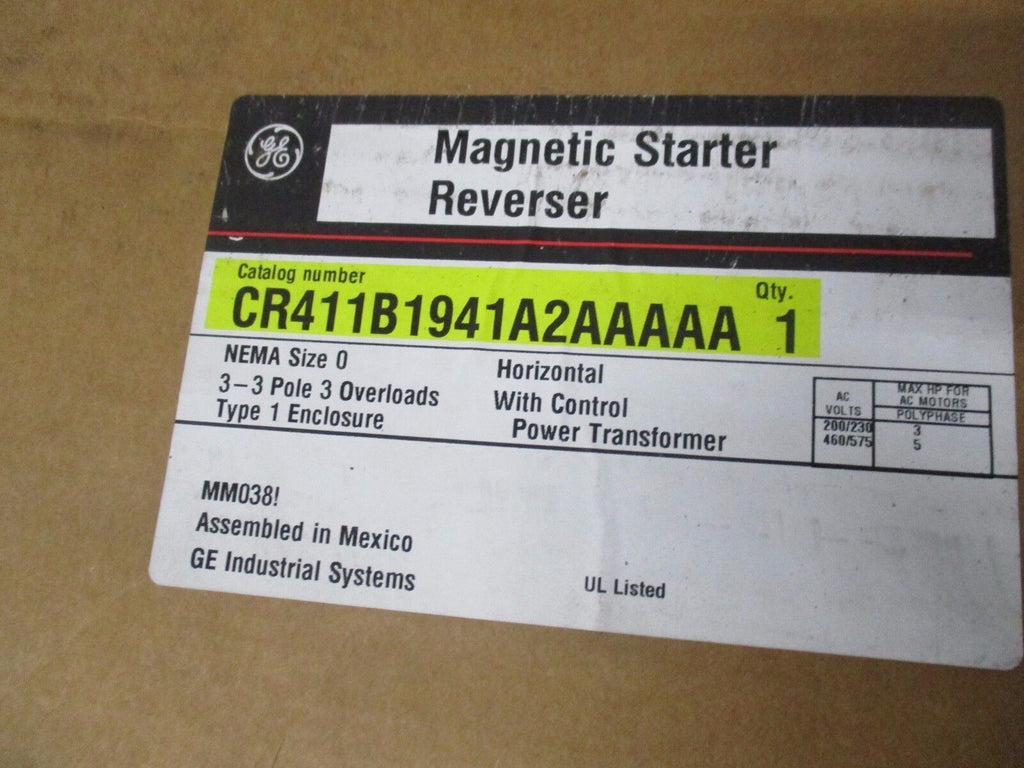 GE
Magnetic Starter
Reverser
Catalog number Qty.
CR411B1941A2AAAAA 1
NEMA Size 0
3-3 Pole 3 Overloads
Type 1 Enclosure
Horizontal
With Control
Power Transformer
AC VOLTS
MAX HP FOR AC MOTORS
POLYPHASE
200/230 3
460/575 5
MM038!
Assembled in Mexico
GE Industrial Systems
UL Listed